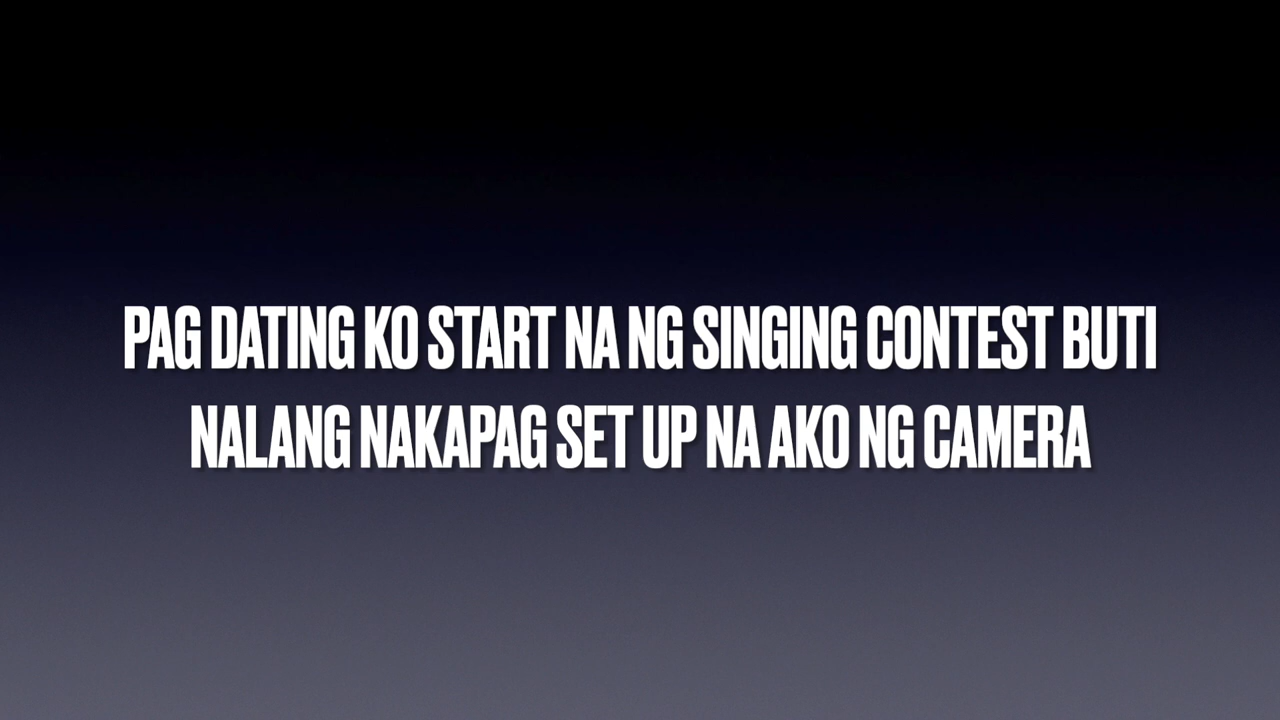 PAG DATING KO START NA NG SINGING CONTEST BUTI
NALANG NAKAPAG SET UP NA AKO NG CAMERA